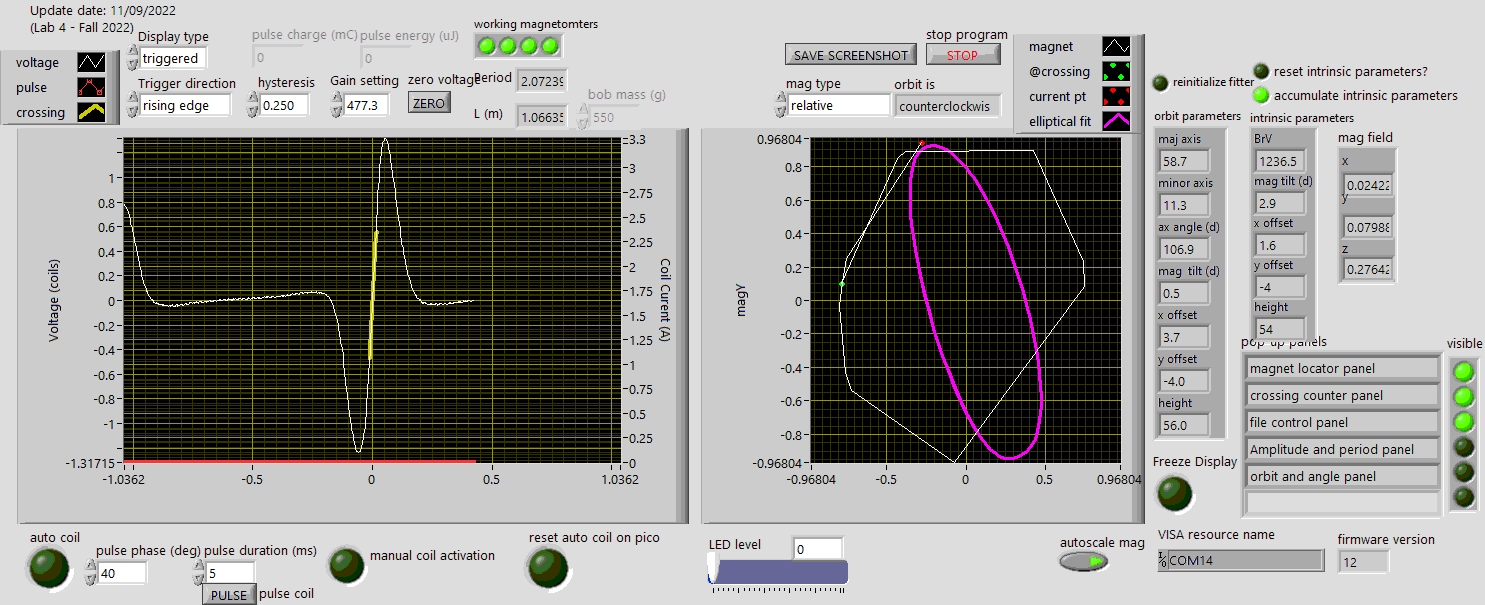 Update date: 11/09/2022
(Lab 4 - Fall 2022)
voltage
pulse
crossing
Display type
triggered
pulse charge (mC)
0
pulse energy (uJ)
0
working magnetomters
Trigger direction
rising edge
hysteresis
0.250
Gain setting
477.3
zero voltage
ZERO
Period
2.0723
L (m)
1.0663
bob mass (g)
550
SAVE SCREENSHOT
stop program
STOP
mag type
relative
orbit is
counterclockwis
magnet
@crossing
current pt
elliptical fit
reinitialize fitter
reset intrinsic parameters?
accumulate intrinsic parameters
Voltage (coils)
1
0.8
0.6
0.4
0.2
0
-0.2
-0.4
-0.6
-0.8
-1
-1.31715
-1.0362
-0.5
0
0.5
1.0362
3.3
3
2.75
2.5
2.25
2
1.75
1.5
1.25
1
0.75
0.5
0.25
0
Coil Curent (A)
magY
0.96804
0.8
0.6
0.4
0.2
0
-0.2
-0.4
-0.6
-0.8
-0.96804
-0.96804
-0.5
0
0.5
0.96804
orbit parameters
maj axis
58.7
minor axis
11.3
ax angle (d)
106.9
mag tilt (d)
0.5
x offset
3.7
y offset
-4.0
height
56.0
intrinsic parameters
BrV
1236.5
mag tilt (d)
2.9
x offset
1.6
y offset
-4
height
54
mag field
x
0.02422
y
0.0798
z
0.27642
pop-up panels
visible
magnet locator panel
crossing counter panel
file control panel
Amplitude and period panel
orbit and angle panel
Freeze Display
auto coil
pulse phase (deg)
40
pulse duration (ms)
5
PULSE
pulse coil
manual coil activation
reset auto coil on pico
LED level
0
autoscale mag
VISA resource name
COM14
firmware version
12